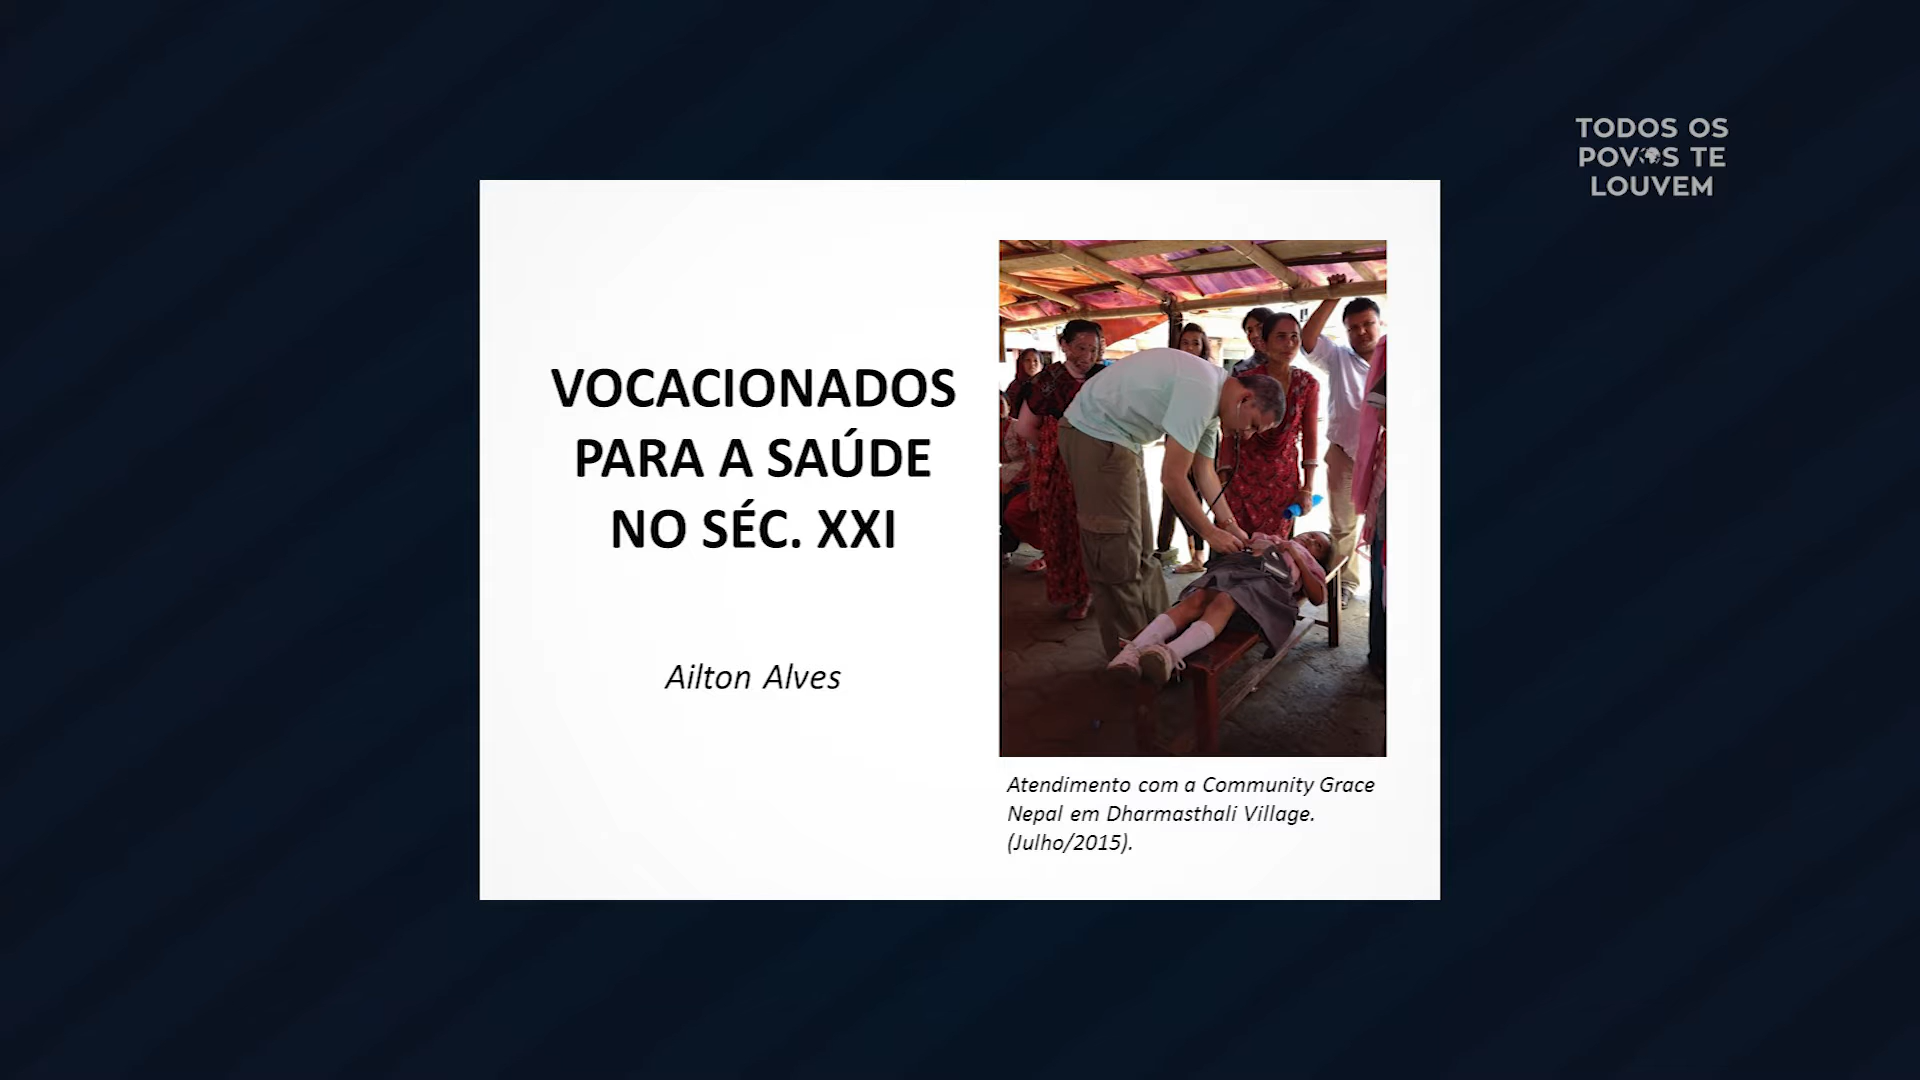 TODOS OS
POVOS TE
LOUVEM
VOCACIONADOS
PARA A SAÚDE
NO SÉC. XXI
Ailton Alves
Atendimento com a Community Grace
Nepal em Dharmasthali Village.
(Julho/2015).